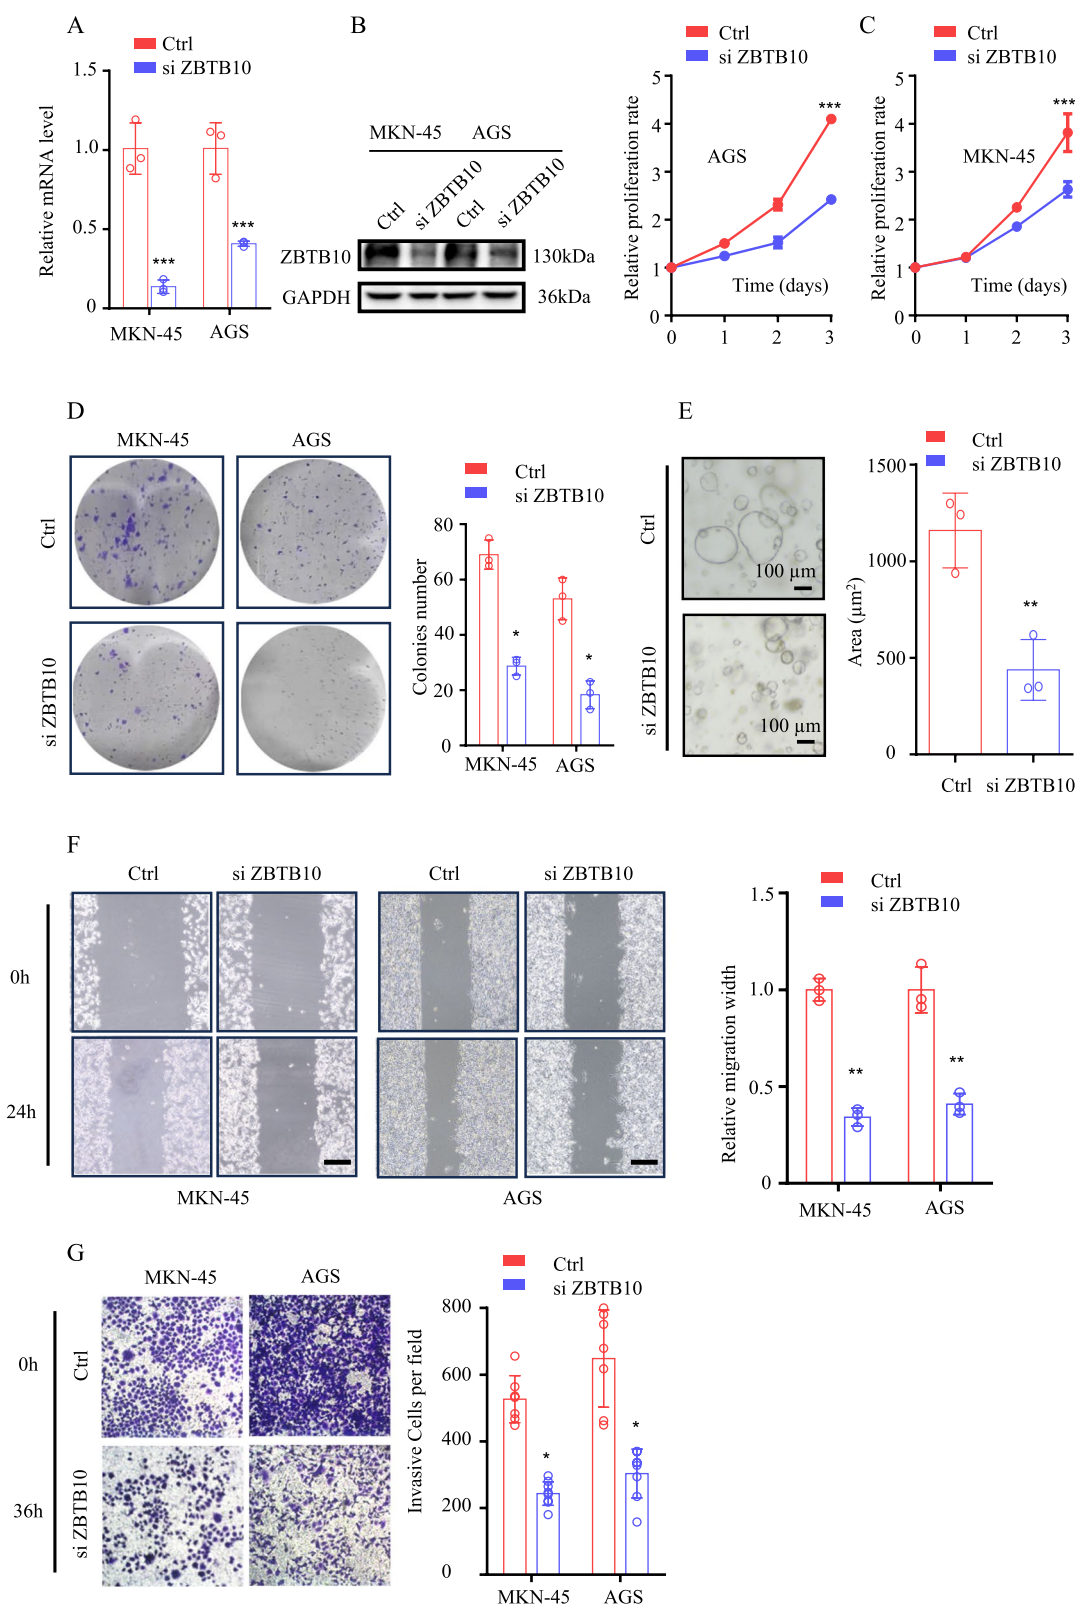 A
Ctrl
si ZBTB10
Relative mRNA level
1.5
1.0
0.5
0
***
***
MKN-45
AGS
B
MKN-45 AGS
Ctrl
si ZBTB10
Ctrl
si ZBTB10
ZBTB10
130kDa
GAPDH
36kDa
Ctrl
si ZBTB10
Relative proliferation rate
5
4
3
2
1
0
***
AGS
Time (days)
0 1 2 3
C
Ctrl
si ZBTB10
Relative proliferation rate
5
4
3
2
1
0
***
MKN-45
Time (days)
0 1 2 3
D
MKN-45
AGS
Ctrl
si ZBTB10
Ctrl
si ZBTB10
Colonies number
80
60
40
20
0
*
*
MKN-45
AGS
E
Ctrl
100 µm
si ZBTB10
100 µm
Ctrl
si ZBTB10
Area (µm²)
1500
1000
500
0
**
Ctrl si ZBTB10
F
Ctrl
si ZBTB10
Ctrl
si ZBTB10
0h
24h
MKN-45
AGS
Ctrl
si ZBTB10
Relative migration width
1.5
1.0
0.5
0
**
**
MKN-45
AGS
G
MKN-45
AGS
0h
Ctrl
36h
si ZBTB10
Ctrl
si ZBTB10
Invasive Cells per field
800
600
400
200
0
*
*
MKN-45
AGS